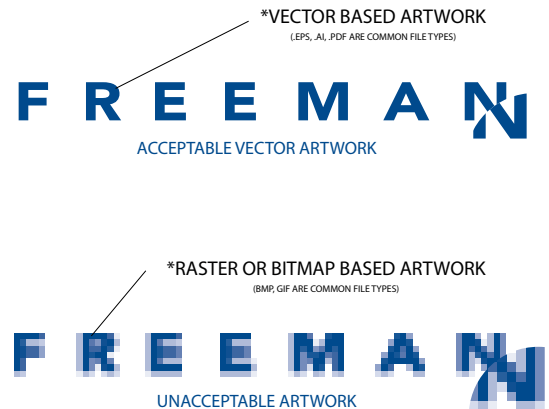 *VECTOR BASED ARTWORK
(.EPS, .AI, .PDF ARE COMMON FILE TYPES)
FREEMAN
ACCEPTABLE VECTOR ARTWORK
*RASTER OR BITMAP BASED ARTWORK
(BMP, GIF ARE COMMON FILE TYPES)
FREEMAN
UNACCEPTABLE ARTWORK